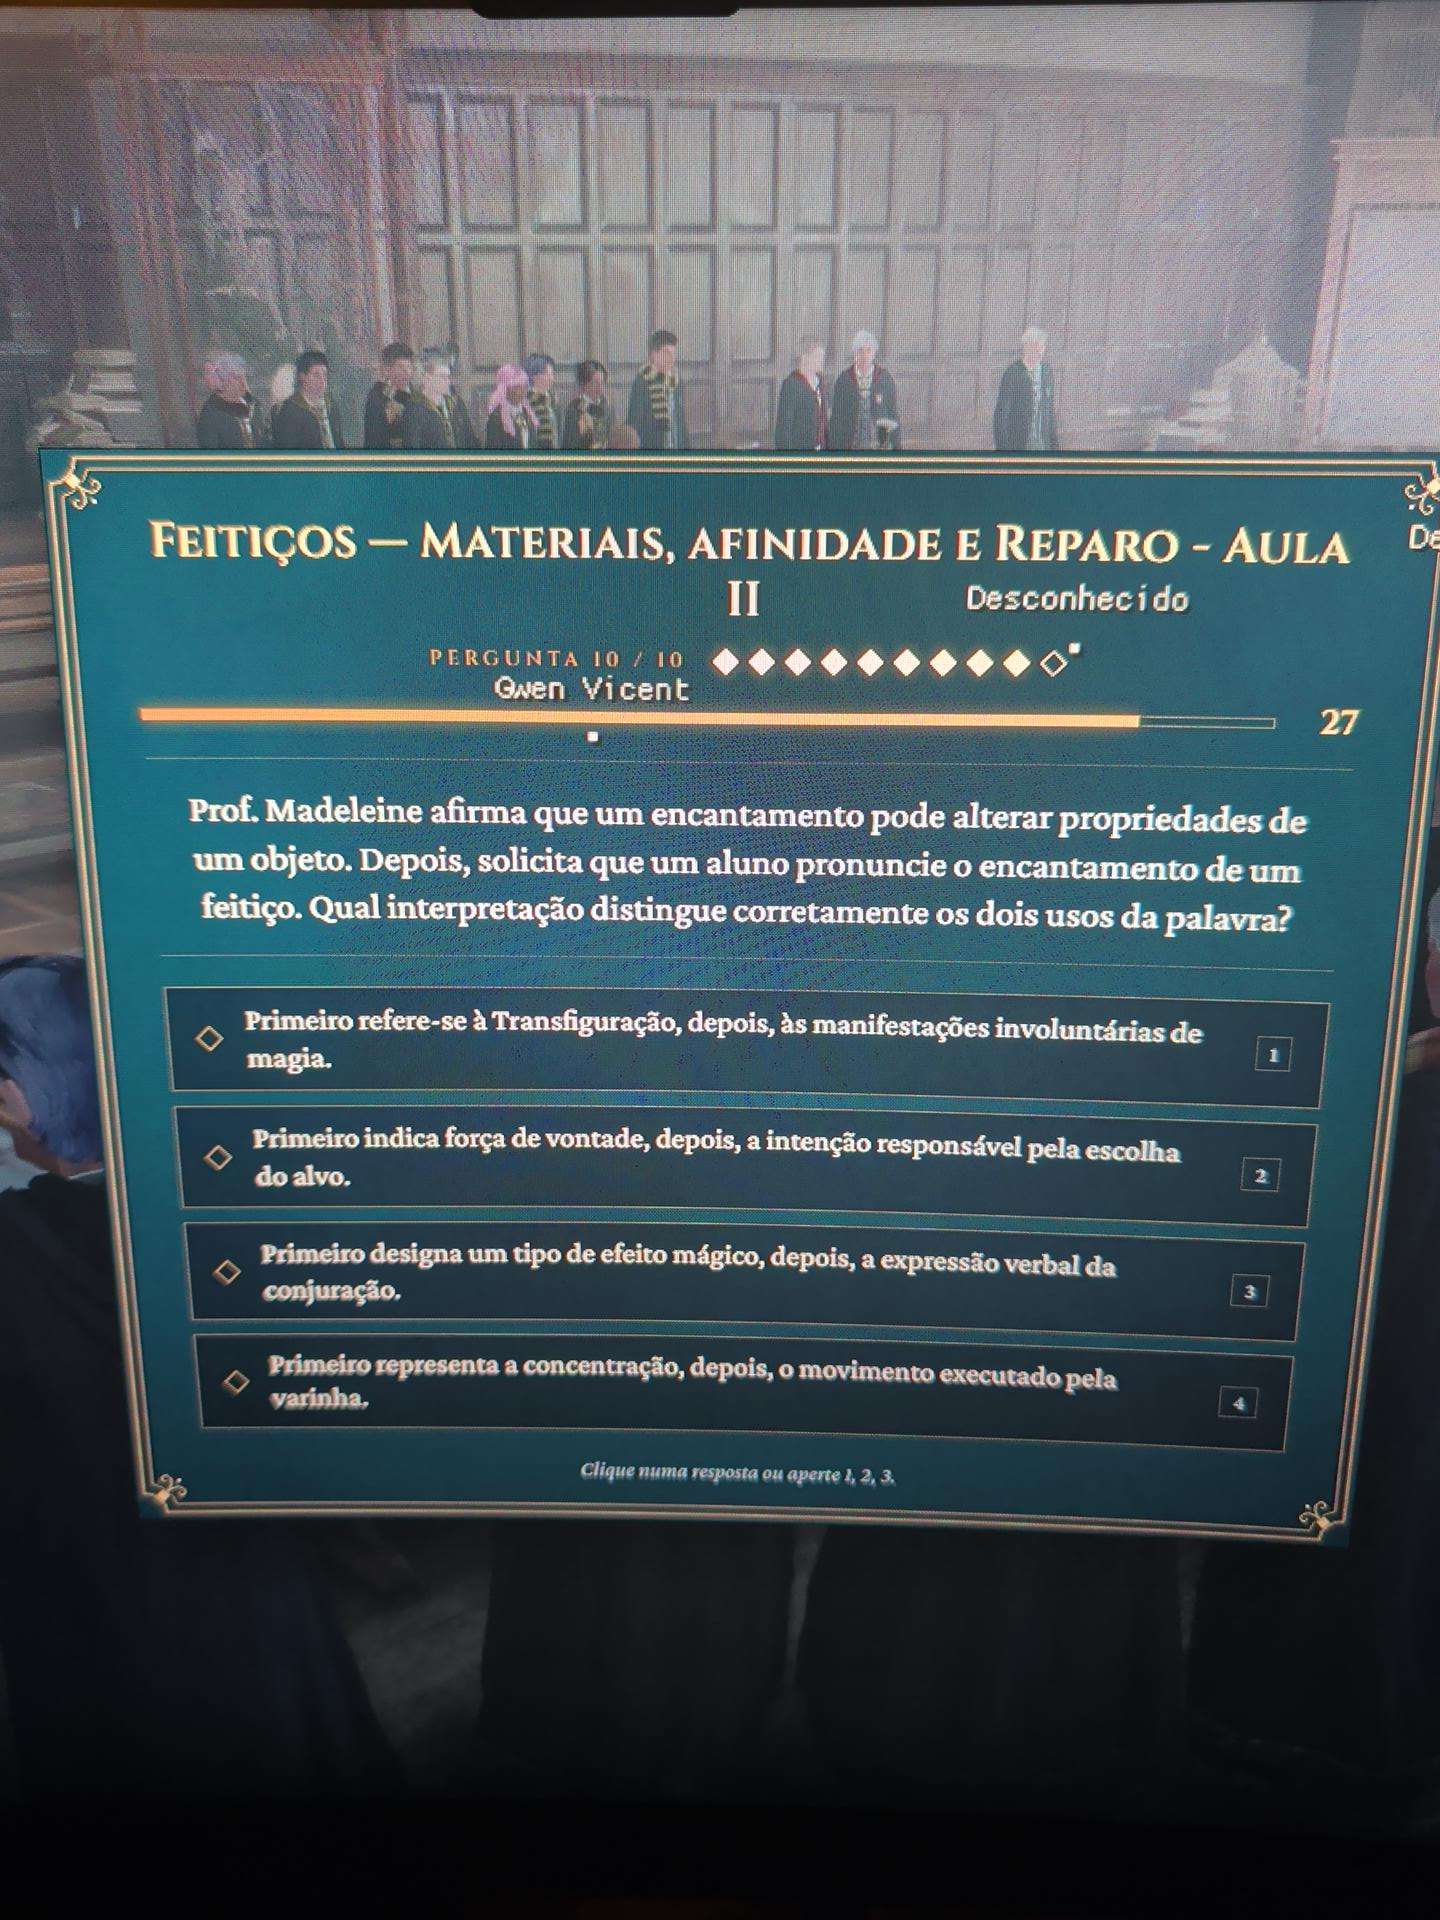 FEITIÇOS — MATERIAIS, AFINIDADE E REPARO - AULA
De
II
Desconhecido
PERGUNTA 10 / 10
Gwen Vicent
27
Prof. Madeleine afirma que um encantamento pode alterar propriedades de
um objeto. Depois, solicita que um aluno pronuncie o encantamento de um
feitiço. Qual interpretação distingue corretamente os dois usos da palavra?
Primeiro refere-se à Transfiguração, depois, às manifestações involuntárias de
magia.
1
Primeiro indica força de vontade, depois, a intenção responsável pela escolha
do alvo.
2
Primeiro designa um tipo de efeito mágico, depois, a expressão verbal da
conjuração.
3
Primeiro representa a concentração, depois, o movimento executado pela
varinha.
4
Clique numa resposta ou aperte 1, 2, 3.